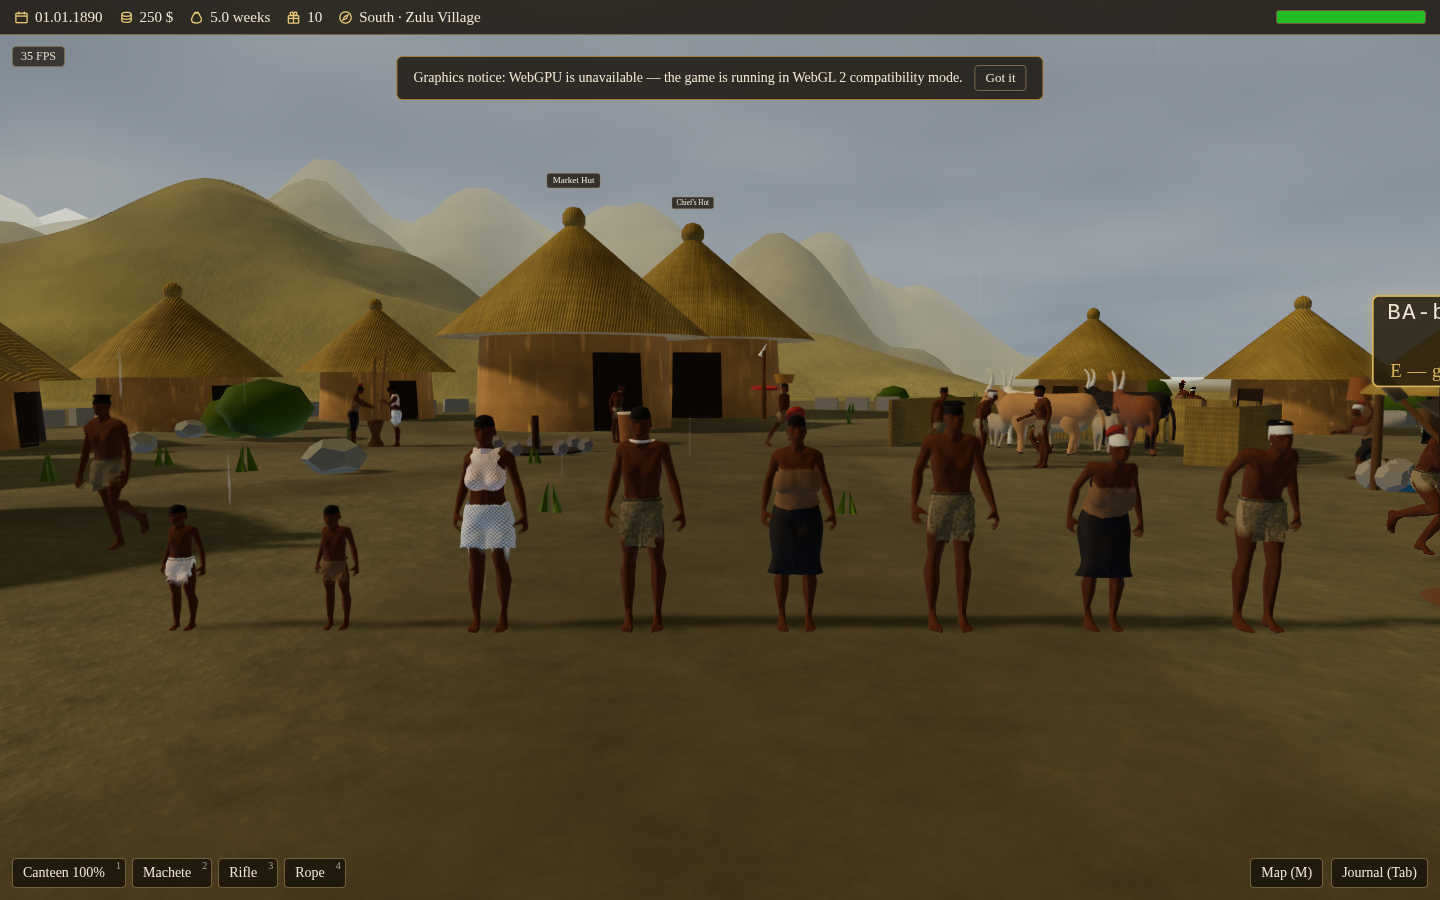 01.01.1890 250 $ 5.0 weeks 10 South · Zulu Village
35 FPS
Graphics notice: WebGPU is unavailable — the game is running in WebGL 2 compatibility mode. Got it
Market Hut
Chief's Hut
BA-
E —
Canteen 100% 1 Machete 2 Rifle 3 Rope 4 Map (M) Journal (Tab)